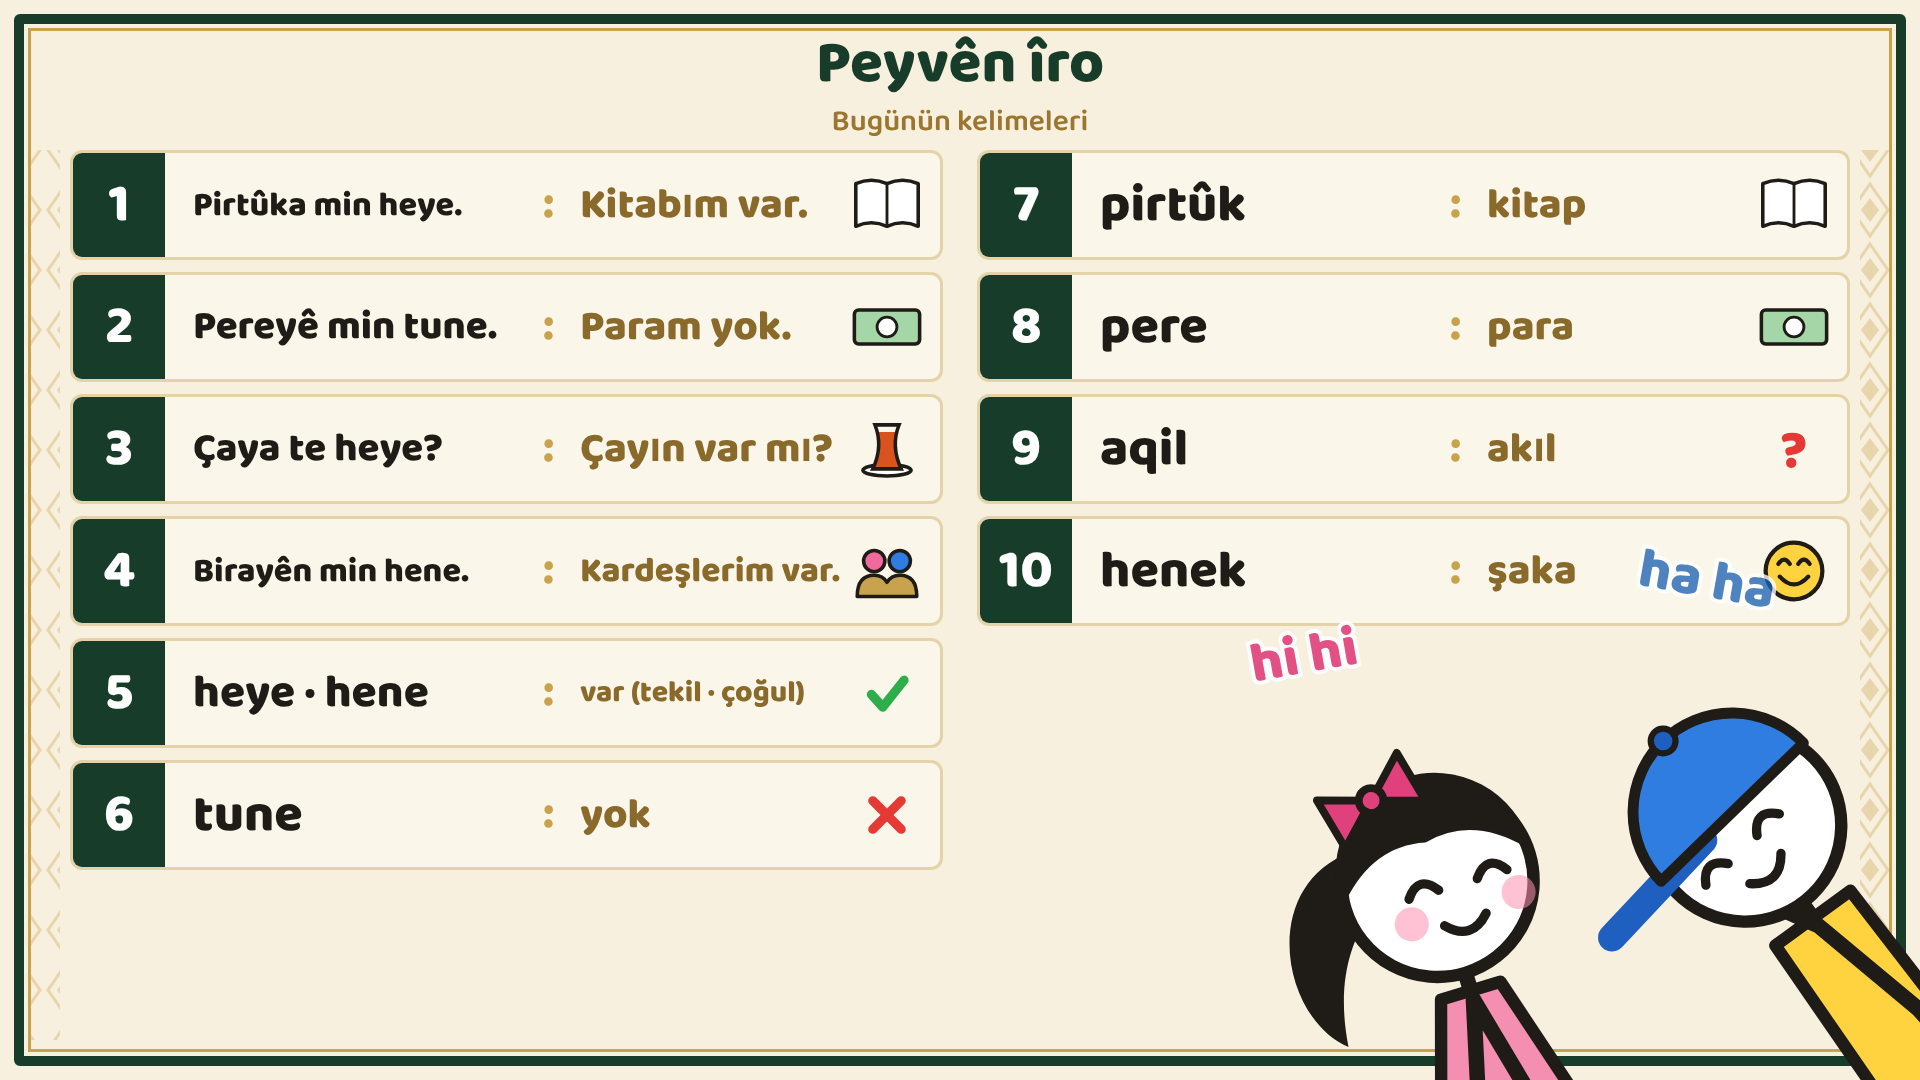 Peyvên îro
Bugünün kelimeleri
1 Pirtûka min heye. : Kitabım var.
2 Pereyê min tune. : Param yok.
3 Çaya te heye? : Çayın var mı?
4 Birayên min hene. : Kardeşlerim var.
5 heye · hene : var (tekil · çoğul)
6 tune : yok
7 pirtûk : kitap
8 pere : para
9 aqil : akıl ?
10 henek : şaka
ha ha
hi hi